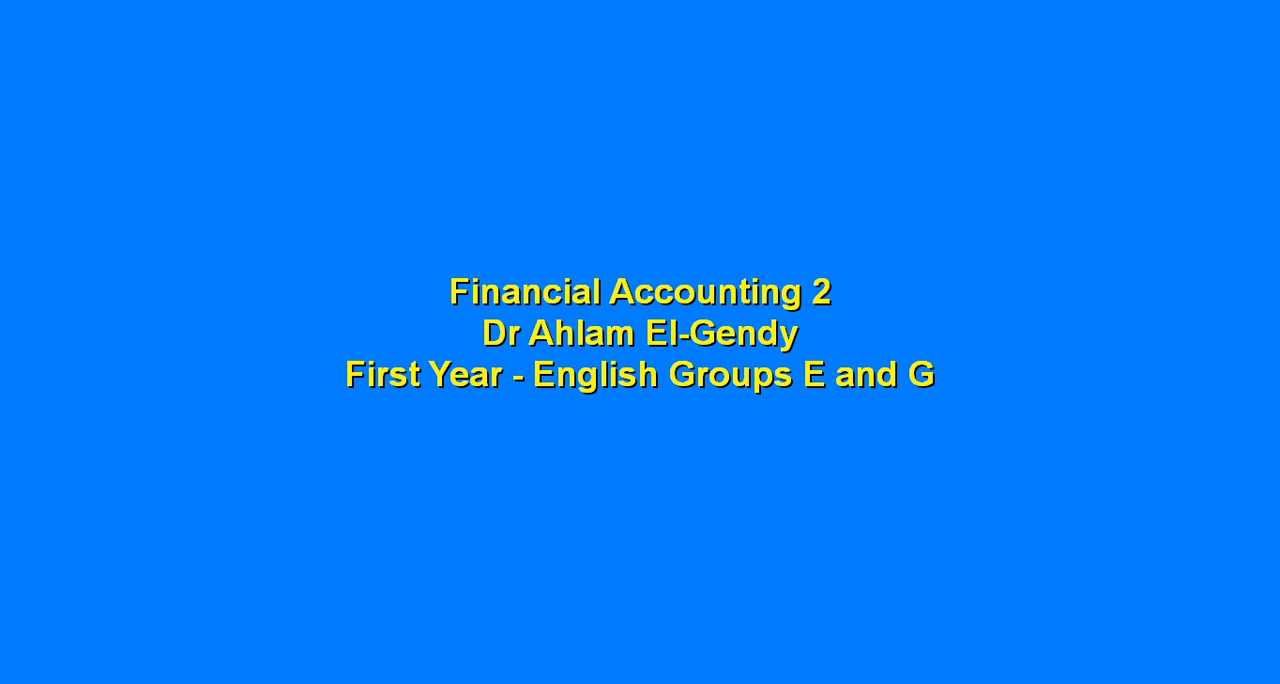 Financial Accounting 2
Dr Ahlam El-Gendy
First Year - English Groups E and G